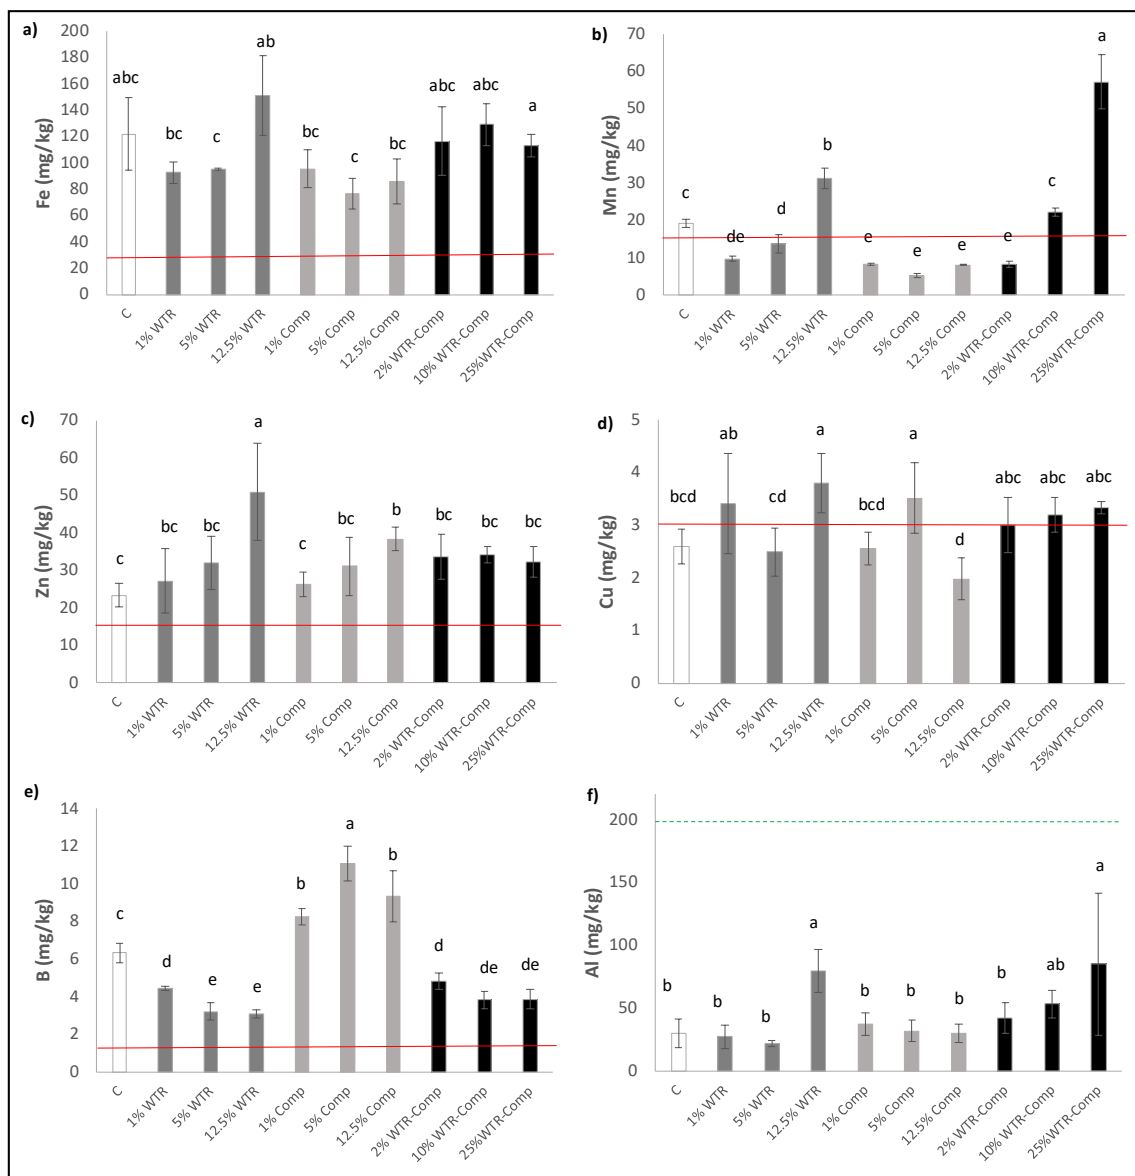 a)
Fe (mg/kg)
200
180
160
140
120
100
80
60
40
20
0
abc bc c ab bc c bc abc abc a
C 1% WTR 5% WTR 12.5% WTR 1% Comp 5% Comp 12.5% Comp 2% WTR-Comp 10% WTR-Comp 25%WTR-Comp
b)
Mn (mg/kg)
70
60
50
40
30
20
10
0
c de d b e e e e c a
C 1% WTR 5% WTR 12.5% WTR 1% Comp 5% Comp 12.5% Comp 2% WTR-Comp 10% WTR-Comp 25%WTR-Comp
c)
Zn (mg/kg)
70
60
50
40
30
20
10
0
c bc bc a c bc b bc bc bc
C 1% WTR 5% WTR 12.5% WTR 1% Comp 5% Comp 12.5% Comp 2% WTR-Comp 10% WTR-Comp 25%WTR-Comp
d)
Cu (mg/kg)
5
4
3
2
1
0
bcd ab cd a bcd a d abc abc abc
C 1% WTR 5% WTR 12.5% WTR 1% Comp 5% Comp 12.5% Comp 2% WTR-Comp 10% WTR-Comp 25%WTR-Comp
e)
B (mg/kg)
14
12
10
8
6
4
2
0
c d e e b a b d de de
C 1% WTR 5% WTR 12.5% WTR 1% Comp 5% Comp 12.5% Comp 2% WTR-Comp 10% WTR-Comp 25%WTR-Comp
f)
Al (mg/kg)
200
150
100
50
0
b b b a b b b b ab a
C 1% WTR 5% WTR 12.5% WTR 1% Comp 5% Comp 12.5% Comp 2% WTR-Comp 10% WTR-Comp 25%WTR-Comp